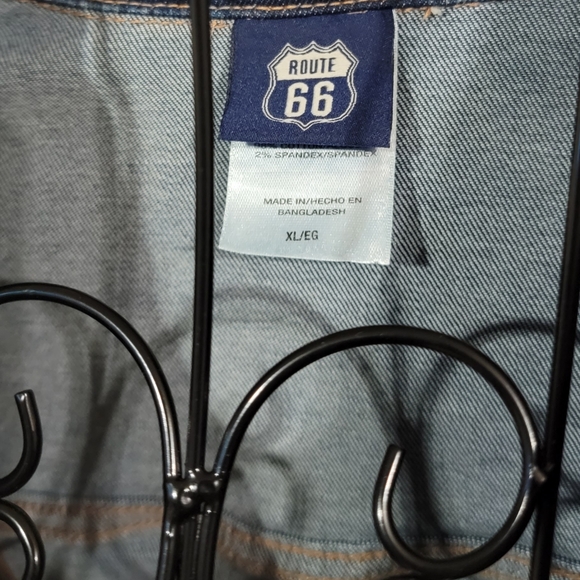 ROUTE
66
2% SPANDEX/SPANDEX
MADE IN/HECHO EN
BANGLADESH
XL/EG